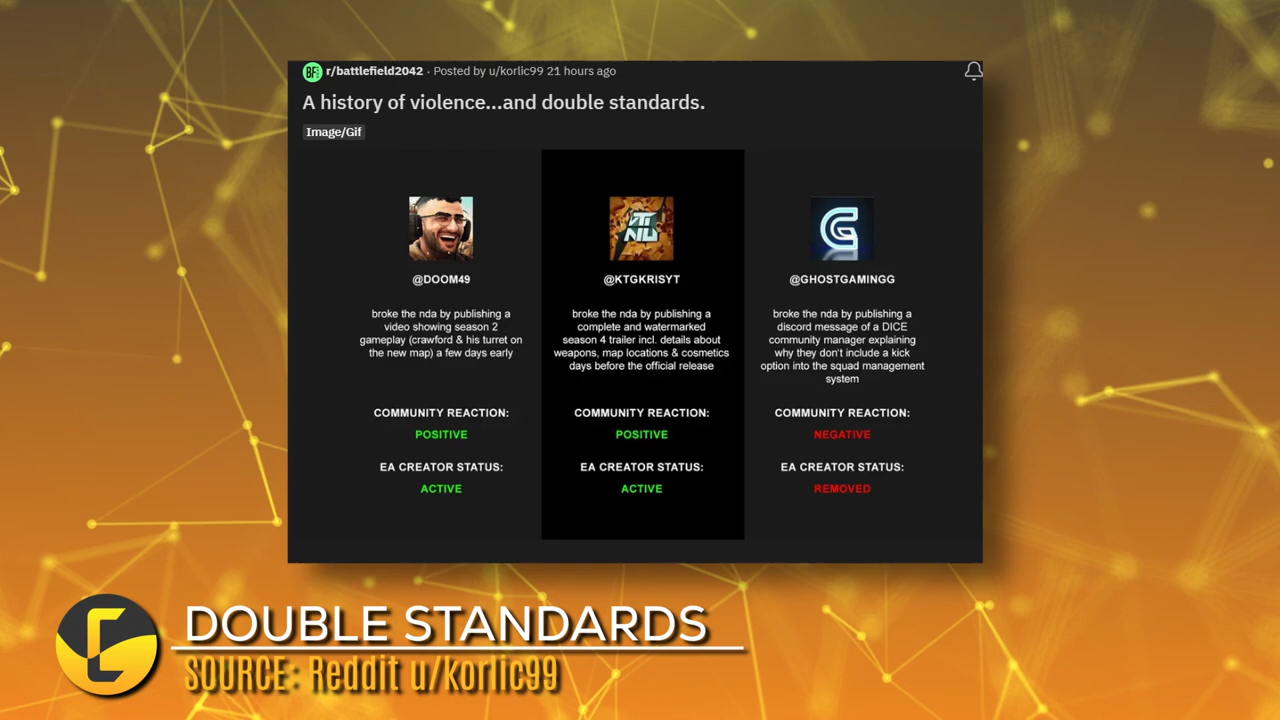 r/battlefield2042 · Posted by u/korlic99 21 hours ago
A history of violence...and double standards.
Image/Gif
@DOOM49
broke the nda by publishing a
video showing season 2
gameplay (crawford & his turret on
the new map) a few days early
COMMUNITY REACTION:
POSITIVE
EA CREATOR STATUS:
ACTIVE
@KTGKRISYT
broke the nda by publishing a
complete and watermarked
season 4 trailer incl. details about
weapons, map locations & cosmetics
days before the official release
COMMUNITY REACTION:
POSITIVE
EA CREATOR STATUS:
ACTIVE
@GHOSTGAMINGG
broke the nda by publishing a
discord message of a DICE
community manager explaining
why they don't include a kick
option into the squad management
system
COMMUNITY REACTION:
NEGATIVE
EA CREATOR STATUS:
REMOVED
DOUBLE STANDARDS
SOURCE: Reddit u/korlic99